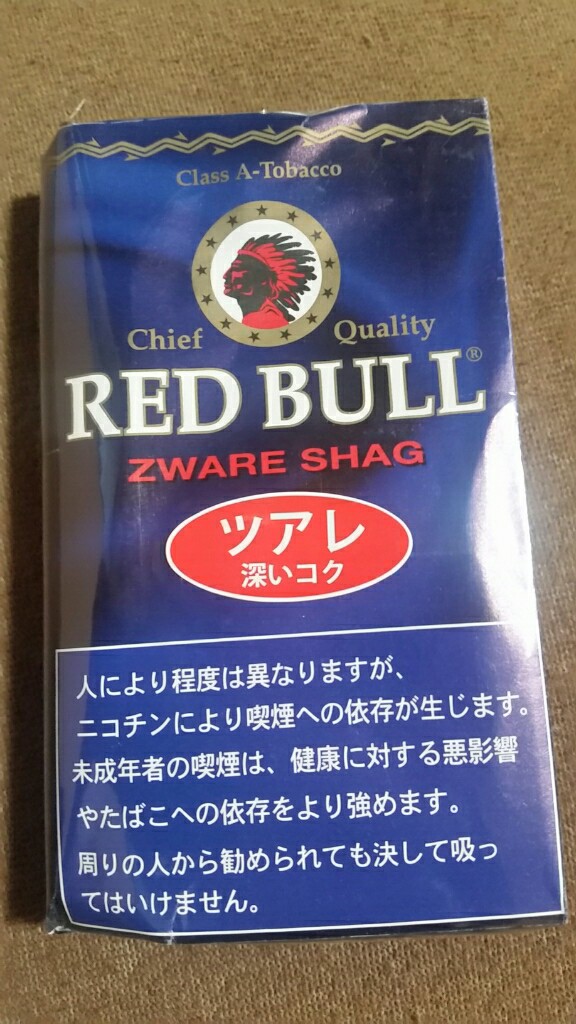 Class A-Tobacco
Chief Quality
RED BULL®
ZWARE SHAG
ツアレ
深いコク
人により程度は異なりますが、
ニコチンにより喫煙への依存が生じます。
未成年者の喫煙は、健康に対する悪影響
やたばこへの依存をより強めます。
周りの人から勧められても決して吸っ
てはいけません。